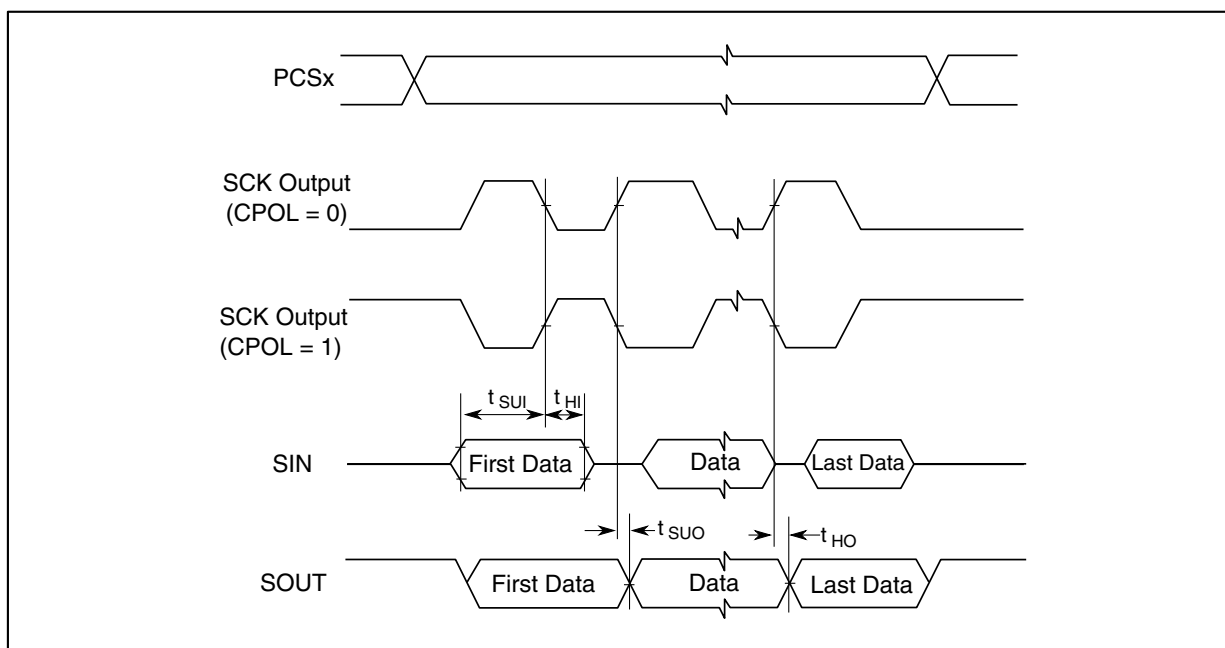 PCSx
SCK Output
(CPOL = 0)
SCK Output
(CPOL = 1)
t SUI
t HI
SIN
First Data
Data
Last Data
t SUO
t HO
SOUT
First Data
Data
Last Data